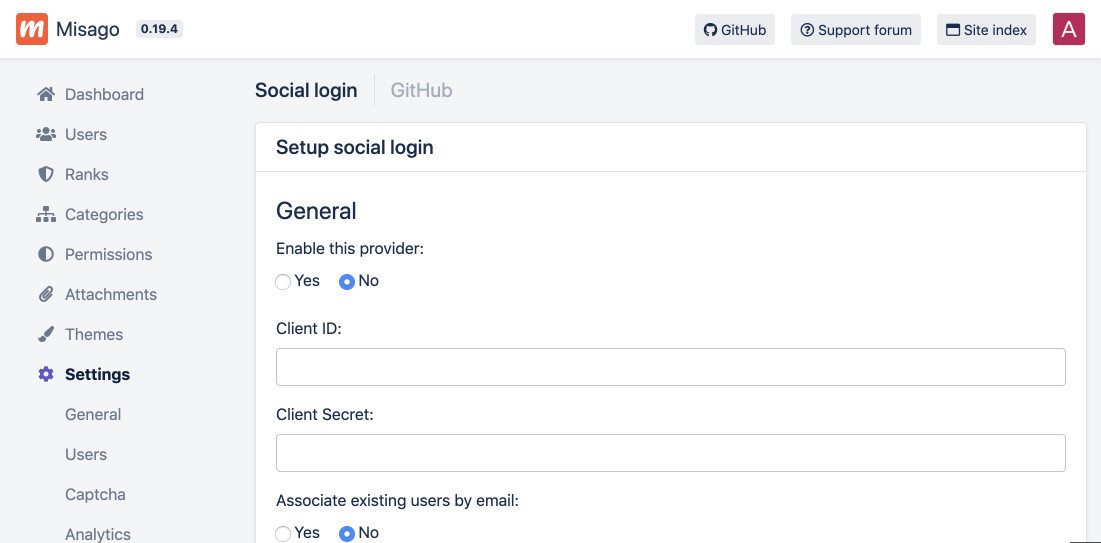 m Misago 0.19.4 GitHub Support forum Site index A
Dashboard
Users
Ranks
Categories
Permissions
Attachments
Themes
Settings
General
Users
Captcha
Analytics
Social login GitHub
Setup social login
General
Enable this provider:
Yes No
Client ID:
Client Secret:
Associate existing users by email:
Yes No